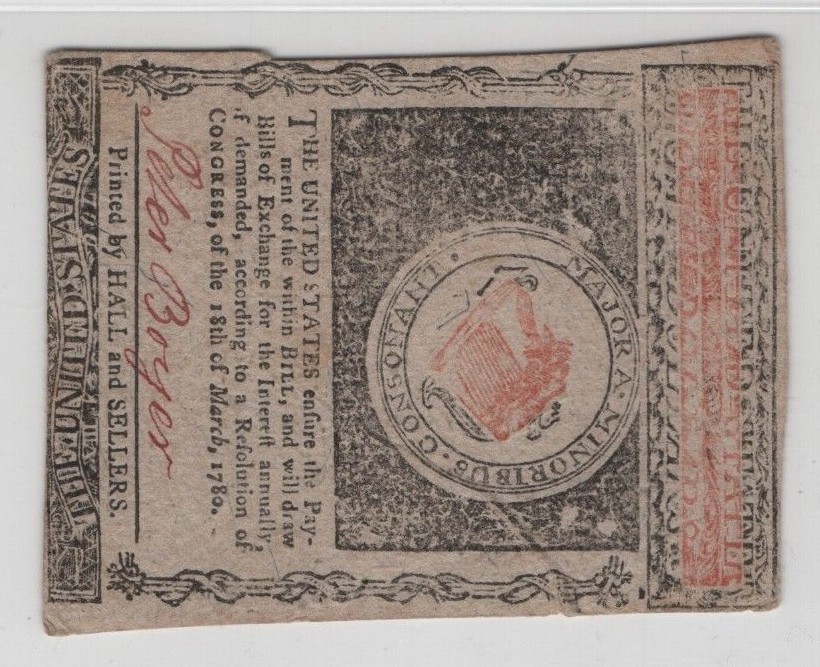 MAJOR A· MINORIBUS· CONSONANT·
THE UNITED STATES enſure the Pay-
ment of the within BILL, and will draw
Bills of Exchange for the Intereſt annually,
if demanded, according to a Reſolution of
CONGRESS, of the 18th of March, 1780.
Peter Boyer
Printed by HALL and SELLERS.
THE UNITED STATES